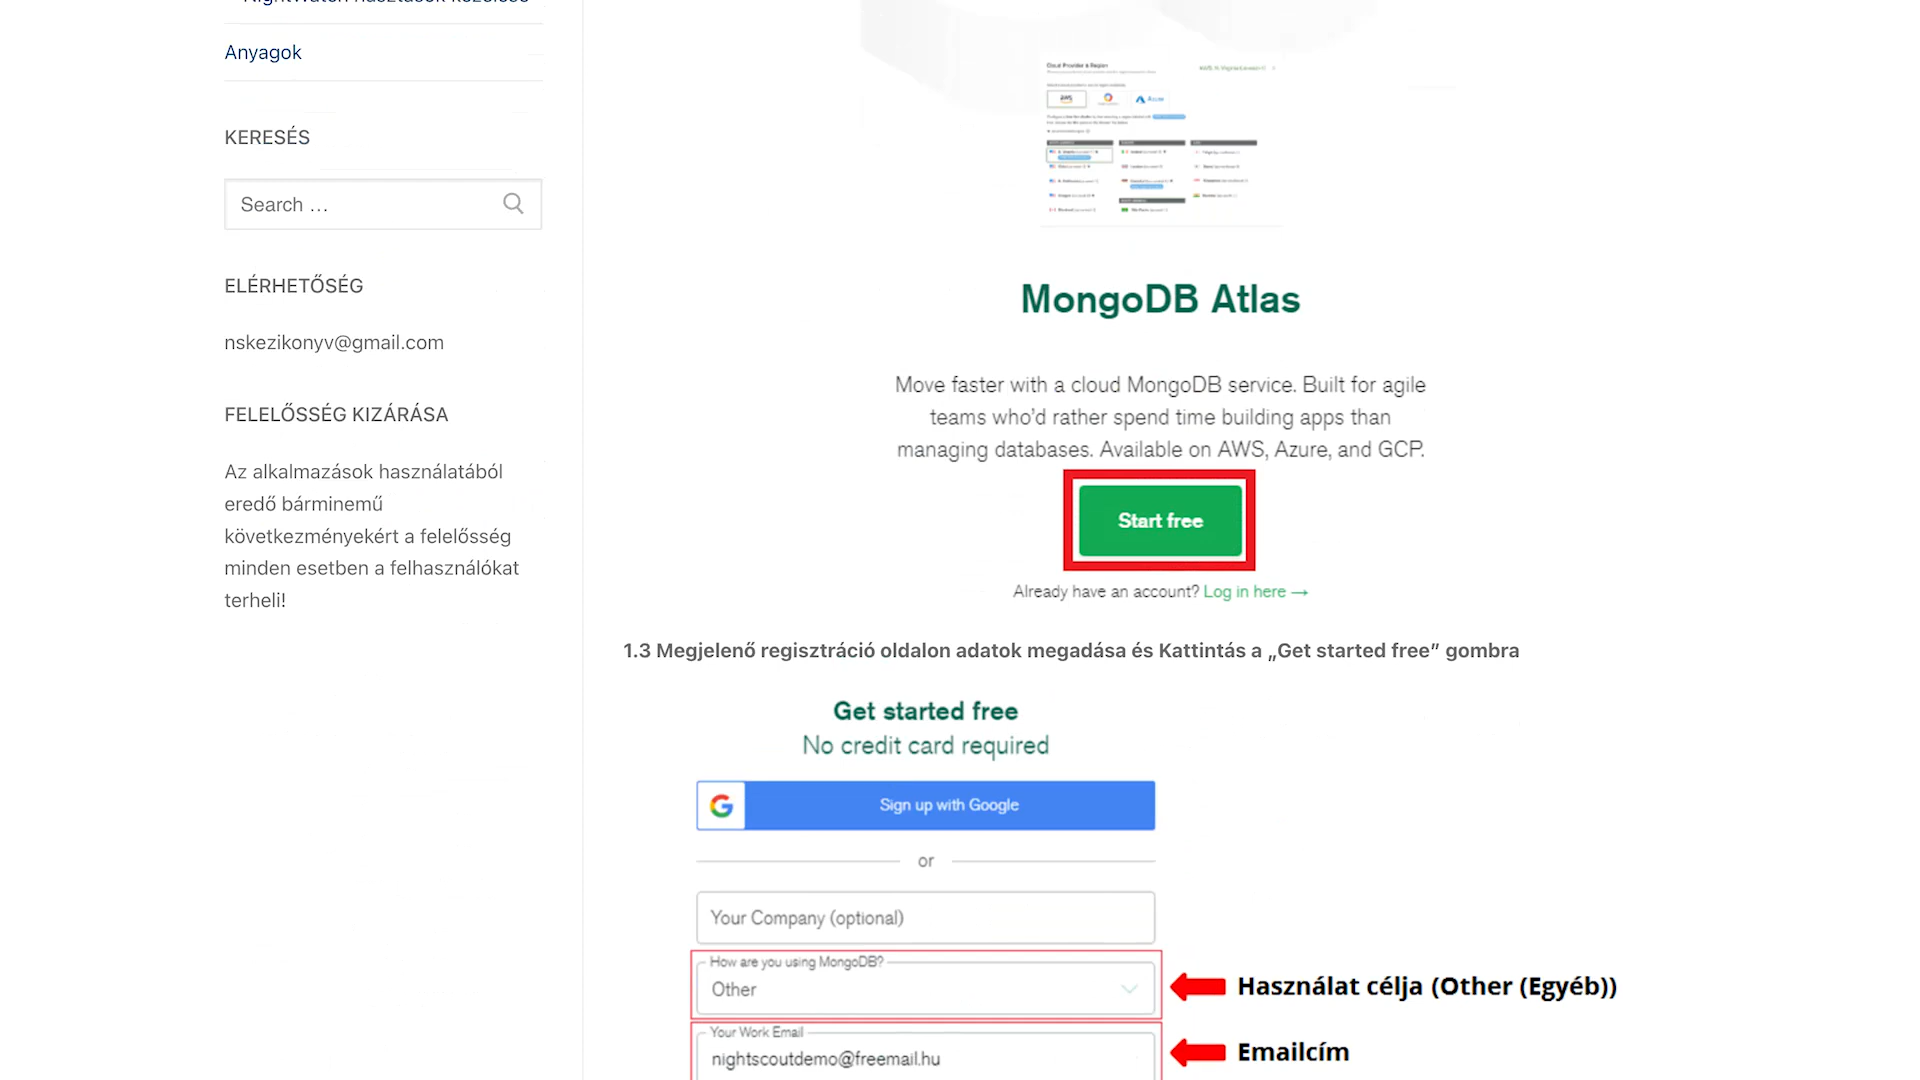 Anyagok
KERESÉS
Search …
ELÉRHETŐSÉG
nskezikonyv@gmail.com
FELELŐSSÉG KIZÁRÁSA
Az alkalmazások használatából
eredő bárminemű
következményekért a felelősség
minden esetben a felhasználókat
terheli!
Cloud Provider & Region
aws
Azure
MongoDB Atlas
Move faster with a cloud MongoDB service. Built for agile
teams who’d rather spend time building apps than
managing databases. Available on AWS, Azure, and GCP.
Start free
Already have an account? Log in here →
1.3 Megjelenő regisztráció oldalon adatok megadása és Kattintás a „Get started free” gombra
Get started free
No credit card required
G Sign up with Google
or
Your Company (optional)
How are you using MongoDB?
Other
Használat célja (Other (Egyéb))
Your Work Email
nightscoutdemo@freemail.hu
Emailcím